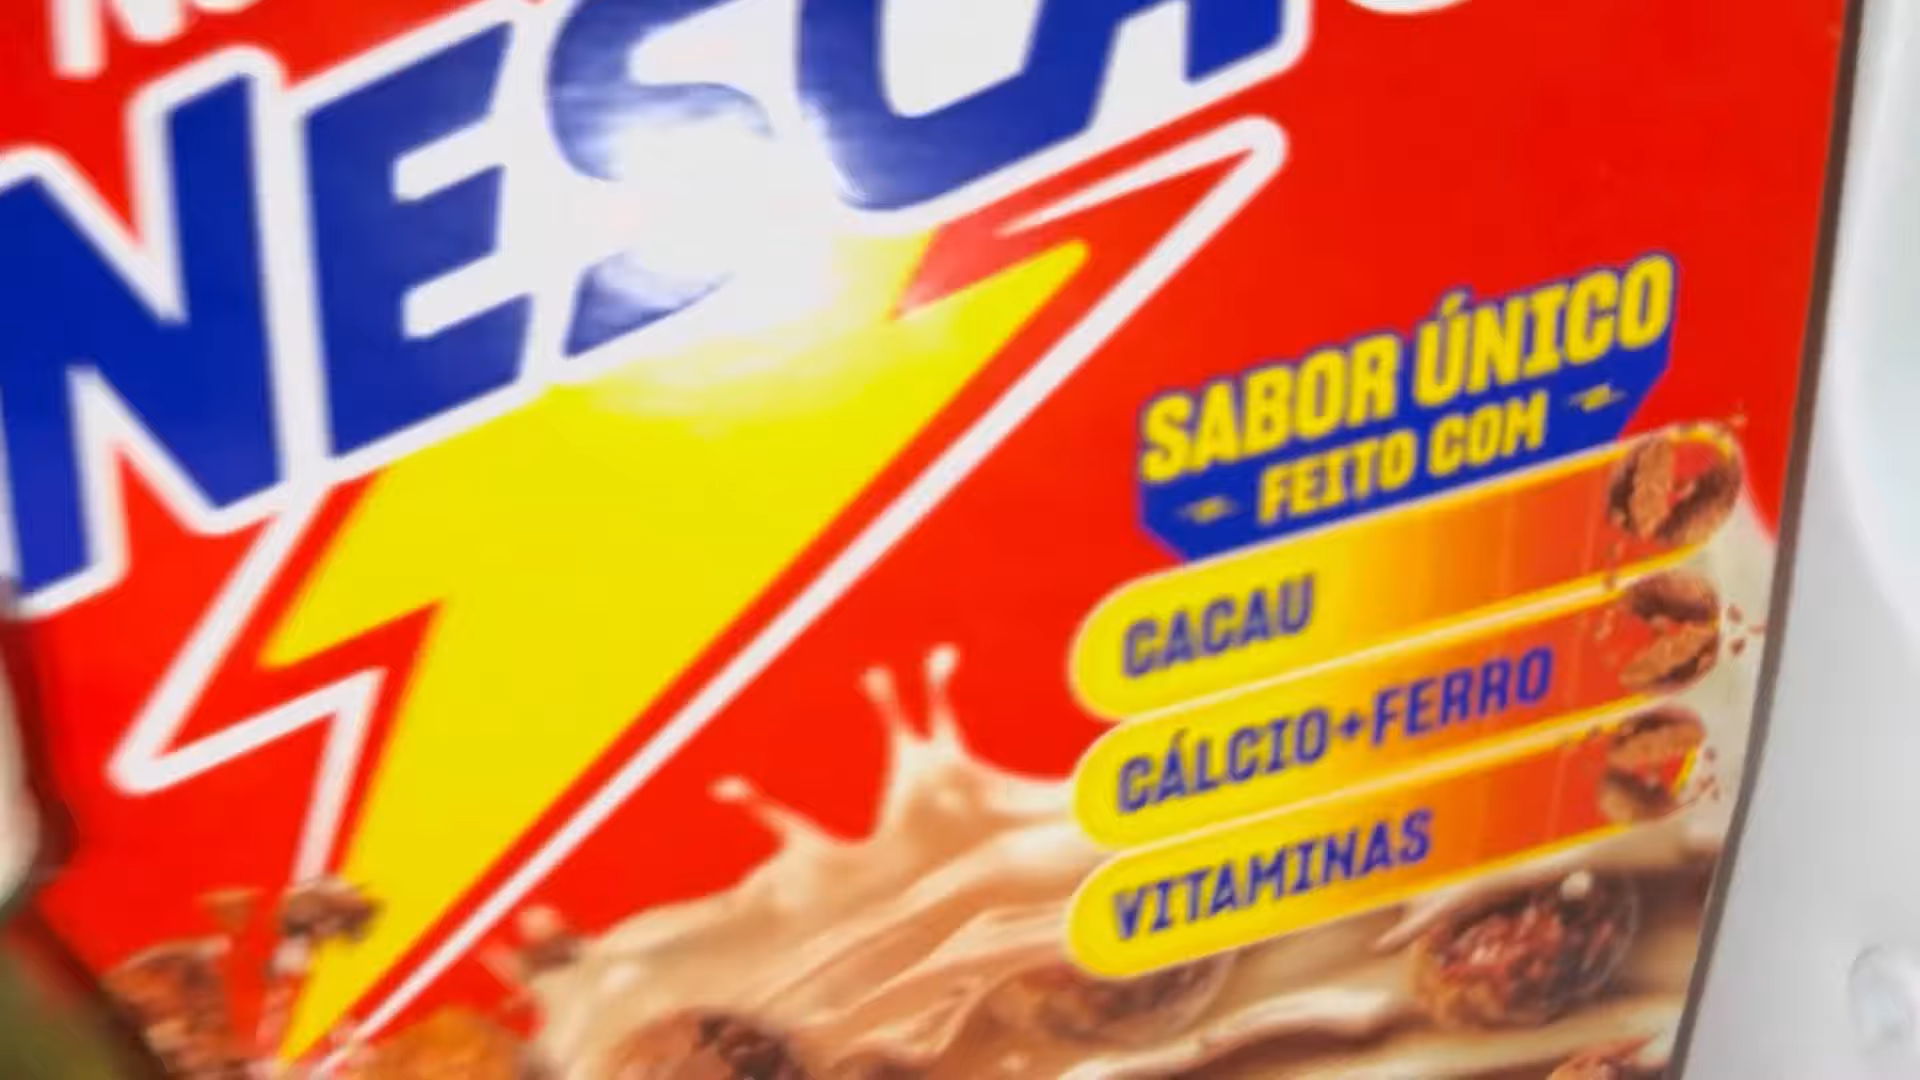 NESCA
SABOR ÚNICO
FEITO COM
CACAU
CÁLCIO+FERRO
VITAMINAS